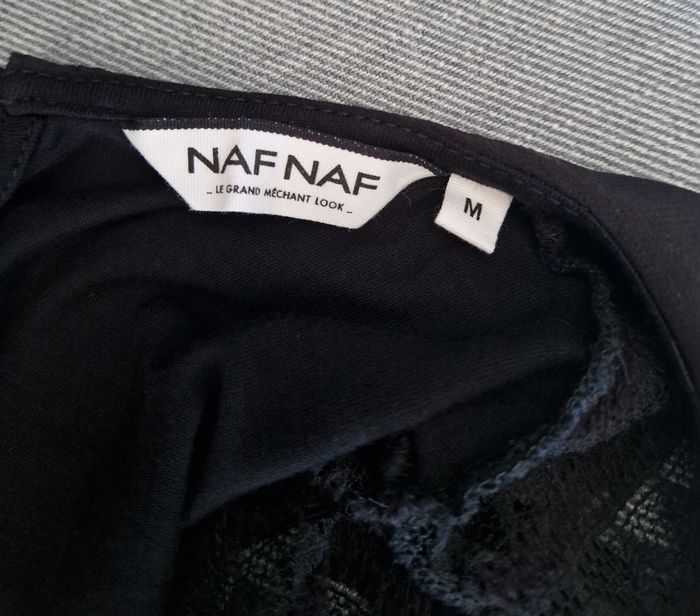 NAF NAF
_ LE GRAND MÉCHANT LOOK _
M